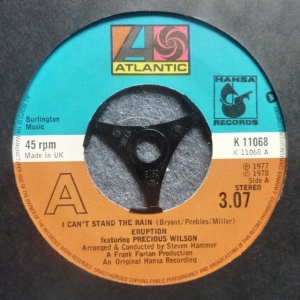 ATLANTIC
HANSA
RECORDS
Burlington
Music
45 rpm
Made in UK
K 11068
K 11068 A
A
℗ 1977
© 1978
Side A
STEREO
3.07
I CAN'T STAND THE RAIN (Bryant/Peebles/Miller)
ERUPTION
featuring PRECIOUS WILSON
Arranged & Conducted by Steven Hammer
A Frank Farian Production
An Original Hansa Recording